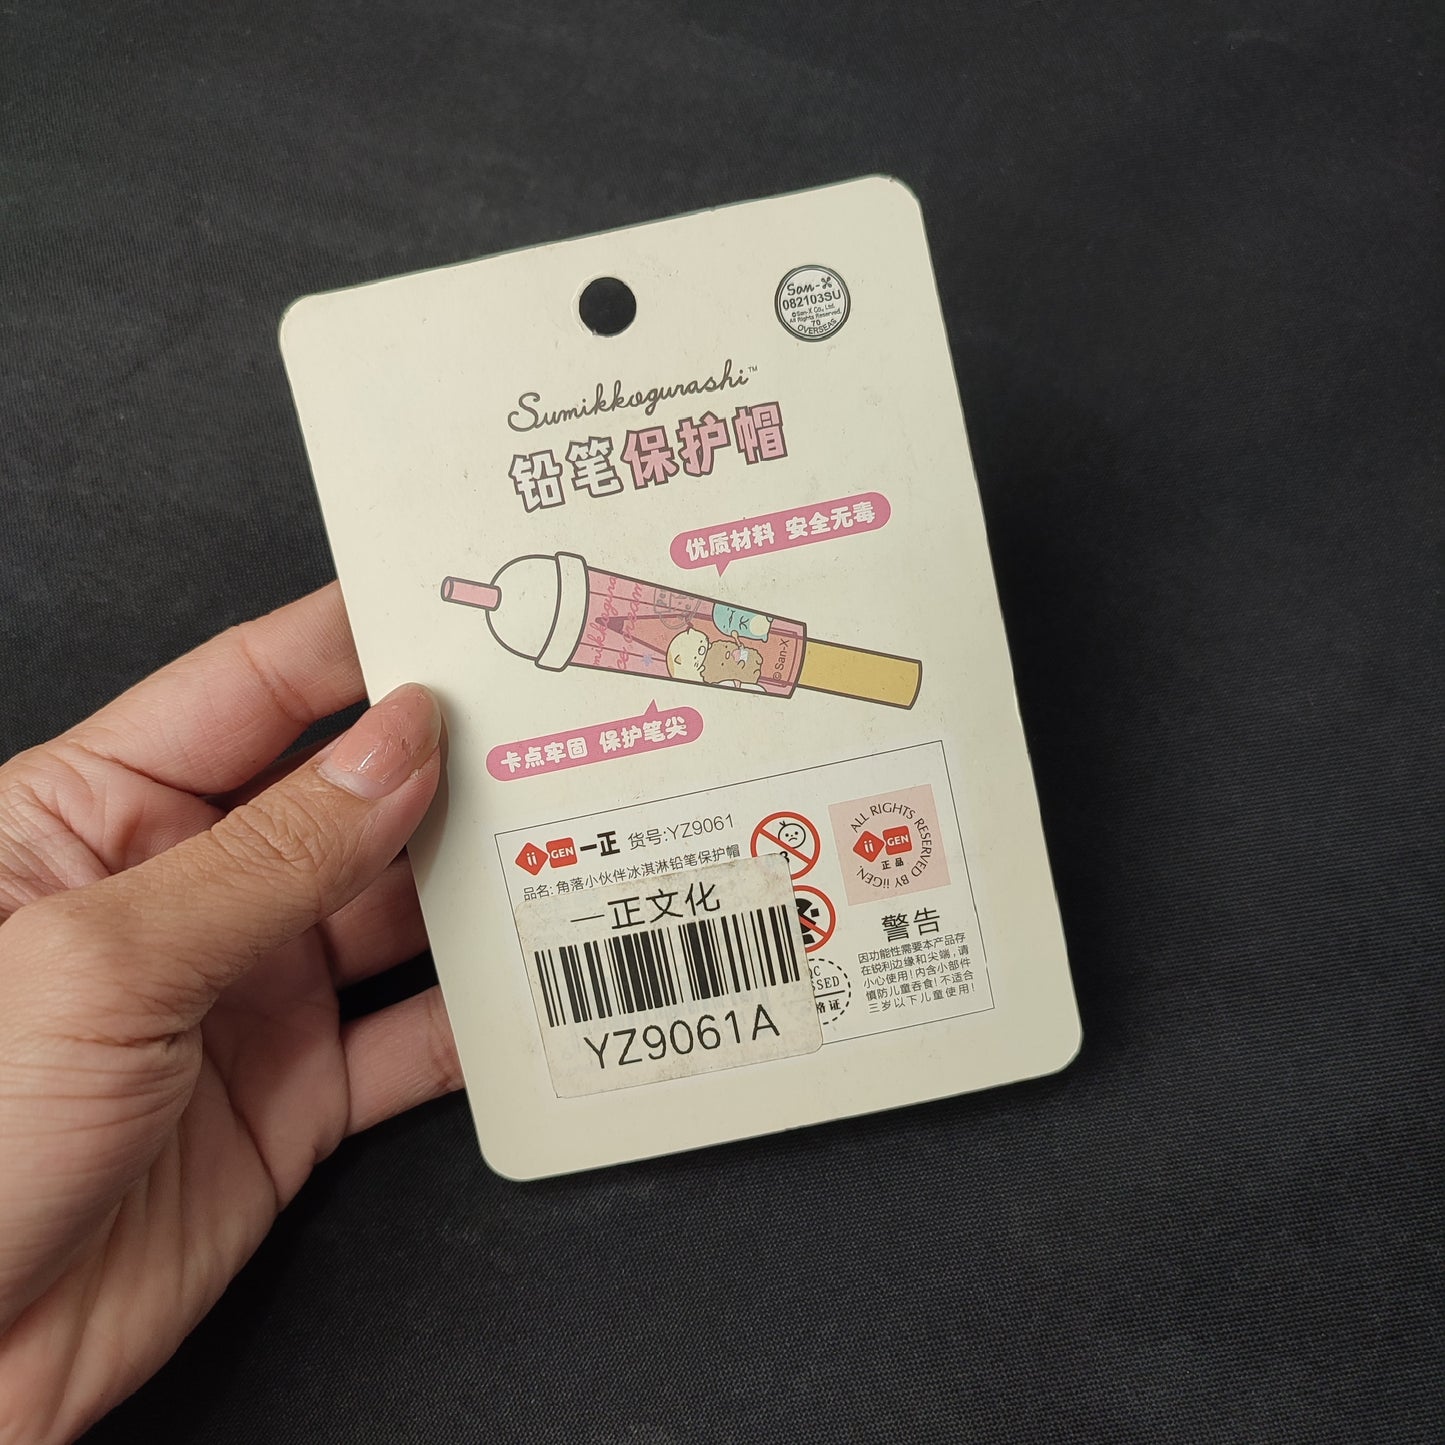 San-X
082103SU
©San-X Co., Ltd.
All Rights Reserved.
70
OVERSEAS
Sumikkogurashi™
铅笔保护帽
优质材料 安全无毒
©San-X
卡点牢固 保护笔尖
ii GEN 一正 货号:YZ9061
品名: 角落小伙伴冰淇淋铅笔保护帽
一正文化
YZ9061A
ALL RIGHTS RESERVED BY iiGEN.
ii GEN
正品
警告
因功能性需要本产品存
在锐利边缘和尖端,请
小心使用!内含小部件
慎防儿童吞食!不适合
三岁以下儿童使用!